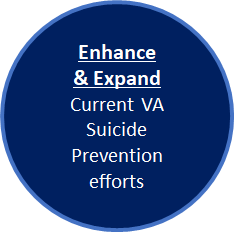 Enhance
& Expand
Current VA
Suicide
Prevention
efforts